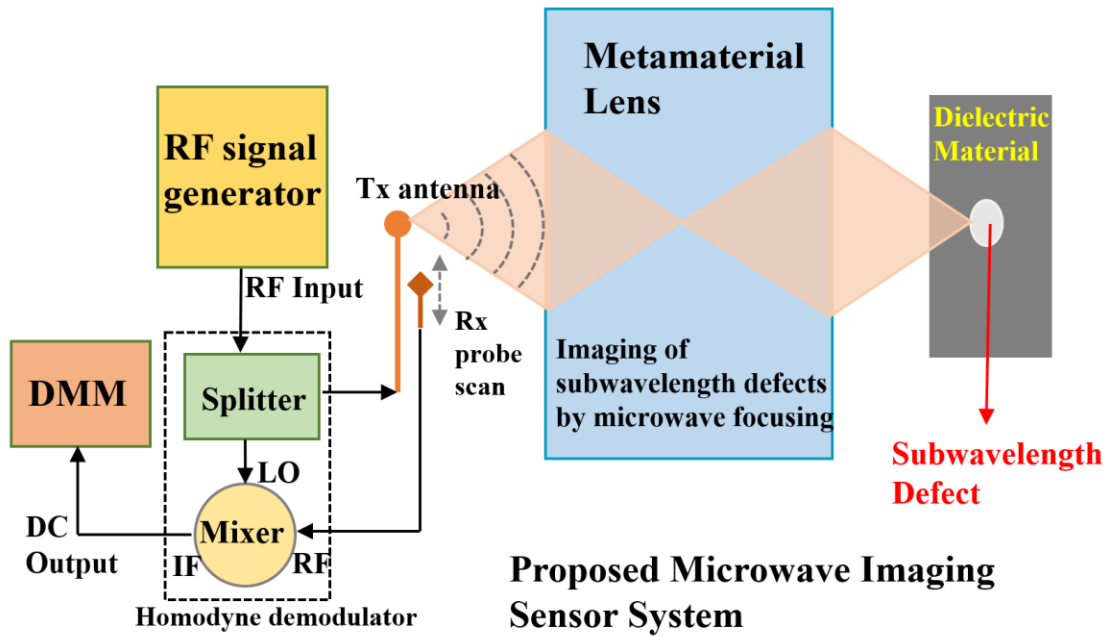 Metamaterial
Lens
RF signal
generator
Dielectric
Material
Tx antenna
RF Input
Rx
probe
scan
Imaging of
subwavelength defects
by microwave focusing
DMM
Splitter
LO
Subwavelength
Defect
DC
Output
Mixer
IF
RF
Homodyne demodulator
Proposed Microwave Imaging
Sensor System